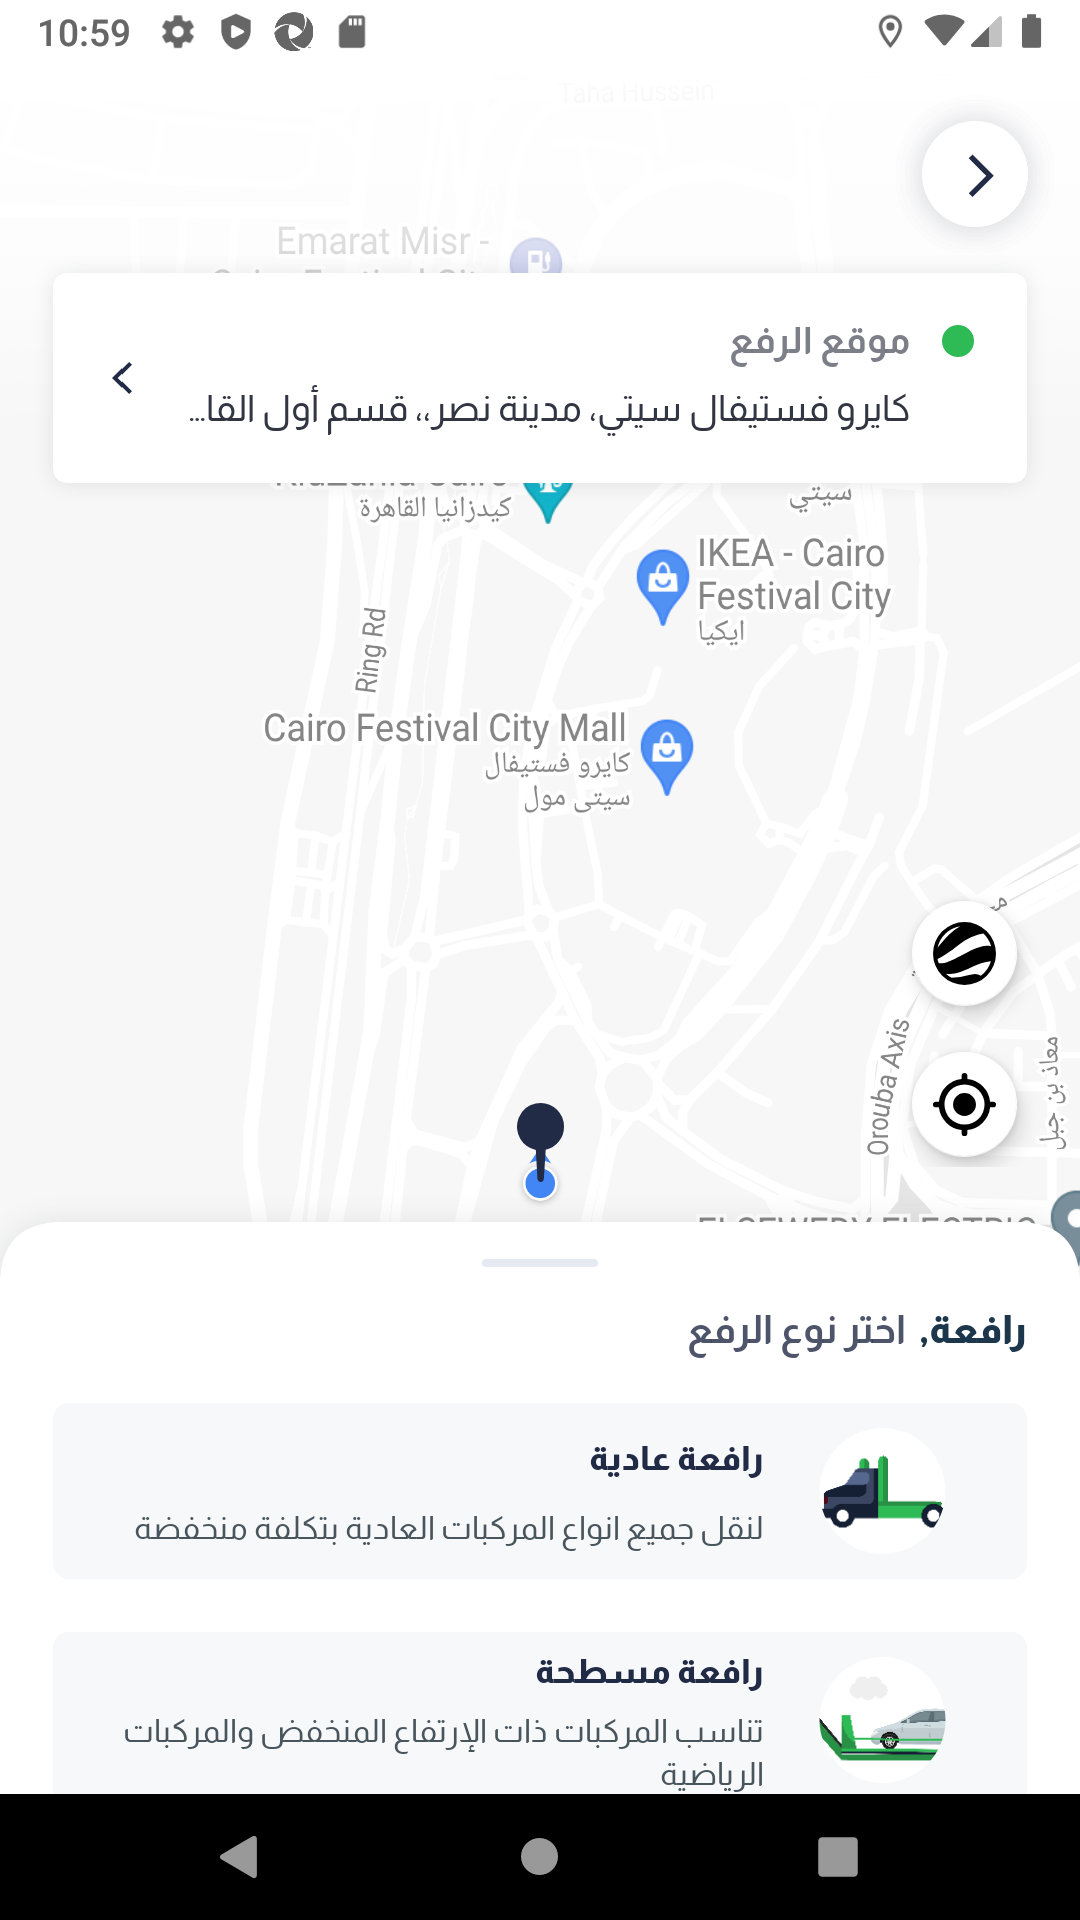 10:59
Taha Hussein
Emarat Misr -
موقع الرفع
كايرو فستيفال سيتي، مدينة نصر،، قسم أول القا...
كيدزانيا القاهرة
سيتي
IKEA - Cairo
Festival City
ايكيا
Ring Rd
Cairo Festival City Mall
كايرو فستيفال
سيتى مول
Orouba Axis
معاذ بن جبل
رافعة, اختر نوع الرفع
رافعة عادية
لنقل جميع انواع المركبات العادية بتكلفة منخفضة
رافعة مسطحة
تناسب المركبات ذات الإرتفاع المنخفض والمركبات
الرياضية